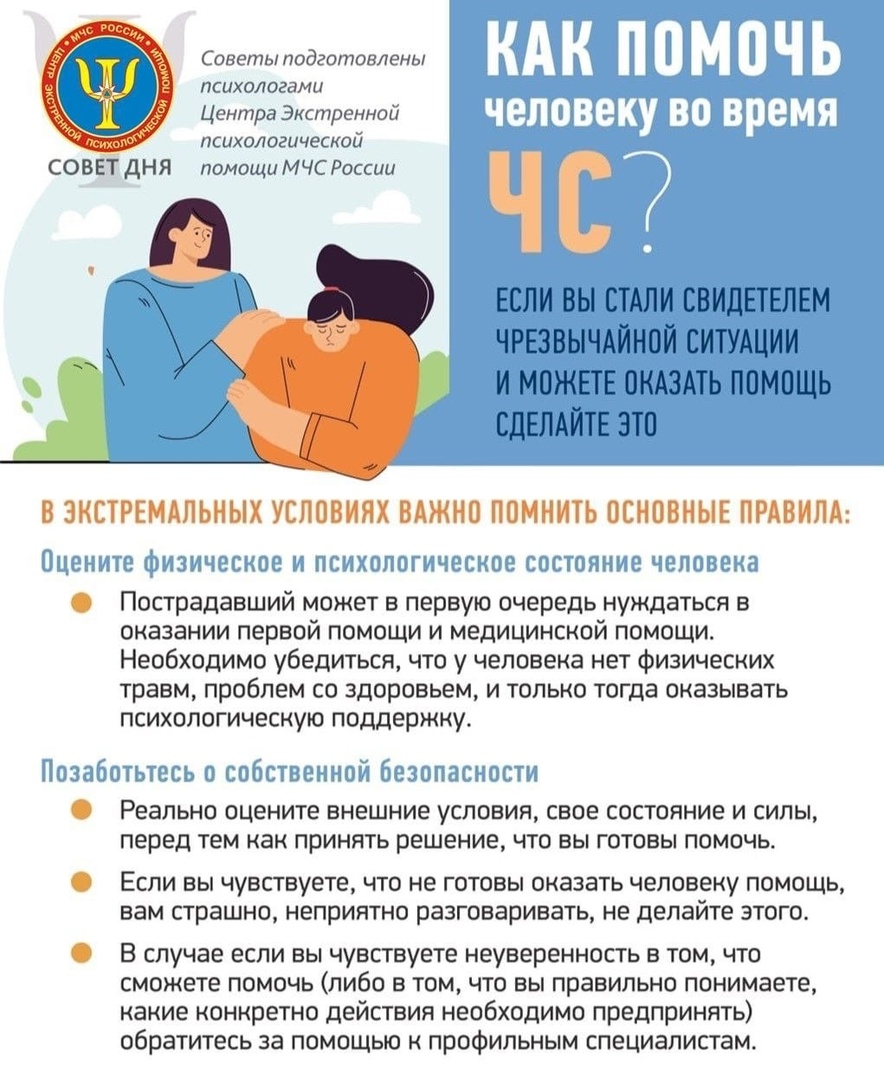 МЧС РОССИИ
ЦЕНТР ЭКСТРЕННОЙ ПСИХОЛОГИЧЕСКОЙ ПОМОЩИ
СОВЕТ ДНЯ
Советы подготовлены
психологами
Центра Экстренной
психологической
помощи МЧС России
КАК ПОМОЧЬ
человеку во время
ЧС?
ЕСЛИ ВЫ СТАЛИ СВИДЕТЕЛЕМ
ЧРЕЗВЫЧАЙНОЙ СИТУАЦИИ
И МОЖЕТЕ ОКАЗАТЬ ПОМОЩЬ
СДЕЛАЙТЕ ЭТО
В ЭКСТРЕМАЛЬНЫХ УСЛОВИЯХ ВАЖНО ПОМНИТЬ ОСНОВНЫЕ ПРАВИЛА:
Оцените физическое и психологическое состояние человека
Пострадавший может в первую очередь нуждаться в
оказании первой помощи и медицинской помощи.
Необходимо убедиться, что у человека нет физических
травм, проблем со здоровьем, и только тогда оказывать
психологическую поддержку.
Позаботьтесь о собственной безопасности
Реально оцените внешние условия, свое состояние и силы,
перед тем как принять решение, что вы готовы помочь.
Если вы чувствуете, что не готовы оказать человеку помощь,
вам страшно, неприятно разговаривать, не делайте этого.
В случае если вы чувствуете неуверенность в том, что
сможете помочь (либо в том, что вы правильно понимаете,
какие конкретно действия необходимо предпринять)
обратитесь за помощью к профильным специалистам.